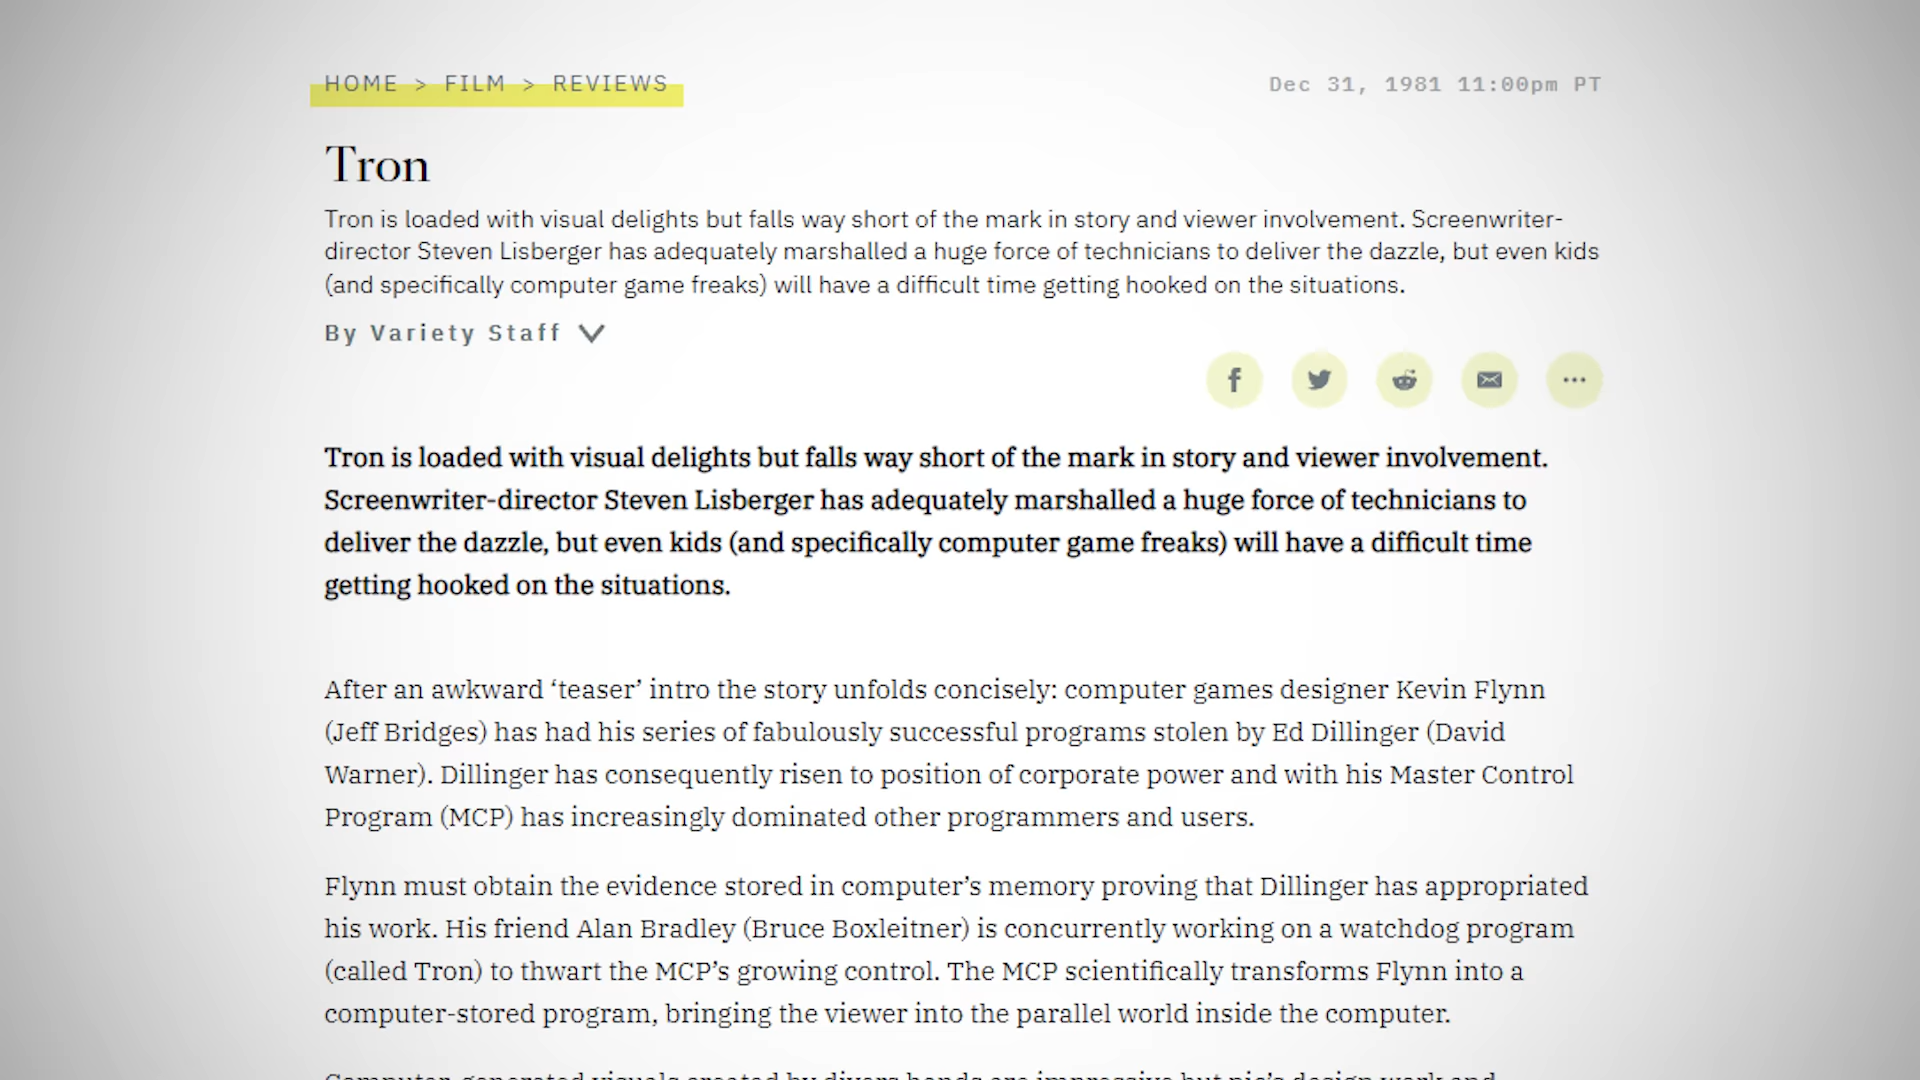 HOME > FILM > REVIEWS
Dec 31, 1981 11:00pm PT
Tron
Tron is loaded with visual delights but falls way short of the mark in story and viewer involvement. Screenwriter-
director Steven Lisberger has adequately marshalled a huge force of technicians to deliver the dazzle, but even kids
(and specifically computer game freaks) will have a difficult time getting hooked on the situations.
By Variety Staff
Tron is loaded with visual delights but falls way short of the mark in story and viewer involvement.
Screenwriter-director Steven Lisberger has adequately marshalled a huge force of technicians to
deliver the dazzle, but even kids (and specifically computer game freaks) will have a difficult time
getting hooked on the situations.
After an awkward ‘teaser’ intro the story unfolds concisely: computer games designer Kevin Flynn
(Jeff Bridges) has had his series of fabulously successful programs stolen by Ed Dillinger (David
Warner). Dillinger has consequently risen to position of corporate power and with his Master Control
Program (MCP) has increasingly dominated other programmers and users.
Flynn must obtain the evidence stored in computer’s memory proving that Dillinger has appropriated
his work. His friend Alan Bradley (Bruce Boxleitner) is concurrently working on a watchdog program
(called Tron) to thwart the MCP’s growing control. The MCP scientifically transforms Flynn into a
computer-stored program, bringing the viewer into the parallel world inside the computer.